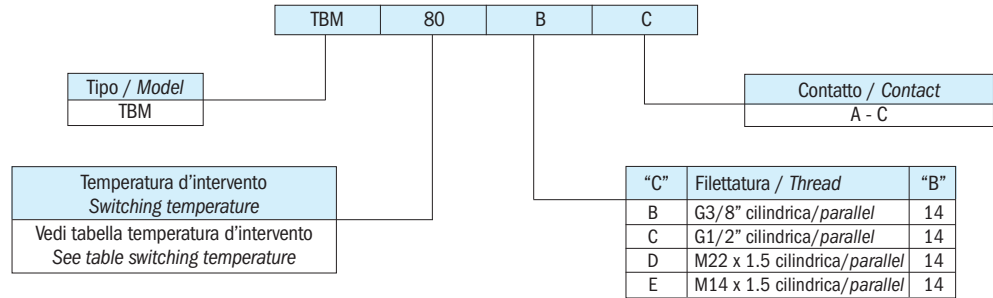 TBM 80 B C
Tipo / Model
TBM
Contatto / Contact
A - C
Temperatura d'intervento
Switching temperature
Vedi tabella temperatura d'intervento
See table switching temperature
“C” Filettatura / Thread “B”
B G3/8” cilindrica/parallel 14
C G1/2” cilindrica/parallel 14
D M22 x 1.5 cilindrica/parallel 14
E M14 x 1.5 cilindrica/parallel 14